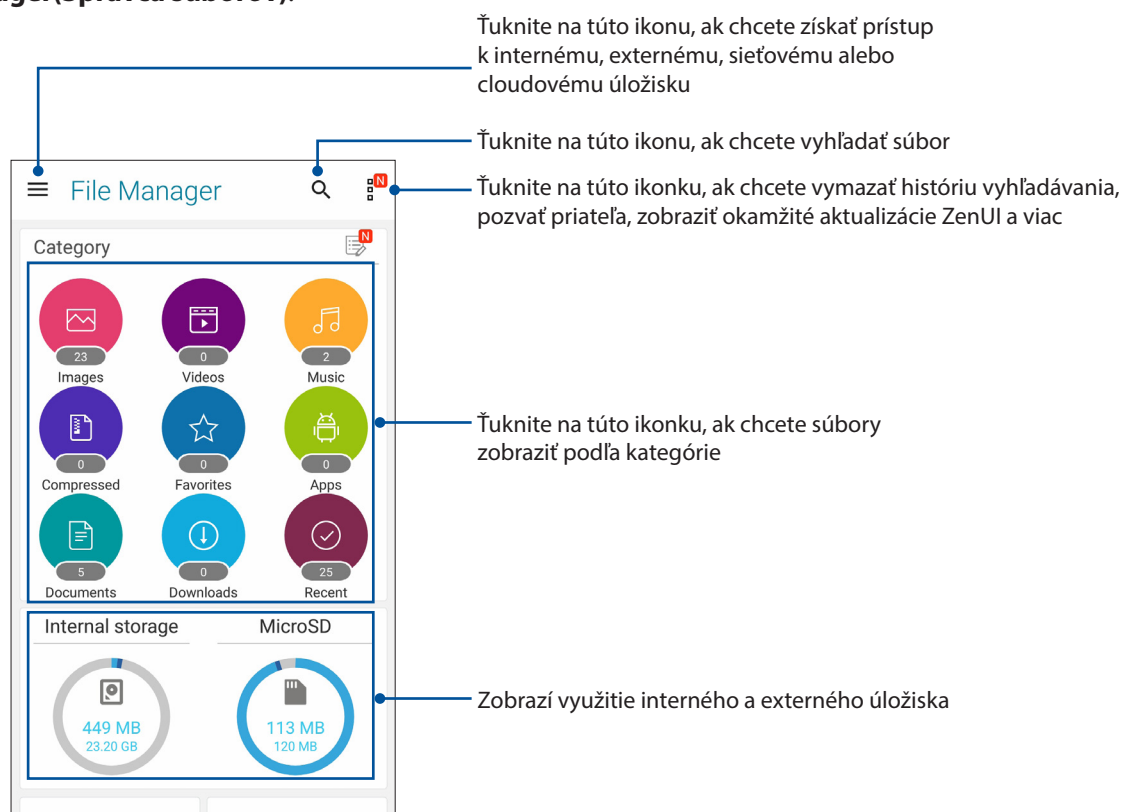 Ťuknite na túto ikonu, ak chcete získať prístup
k internému, externému, sieťovému alebo
cloudovému úložisku
Ťuknite na túto ikonu, ak chcete vyhľadať súbor
Ťuknite na túto ikonku, ak chcete vymazať históriu vyhľadávania,
pozvať priateľa, zobraziť okamžité aktualizácie ZenUI a viac
File Manager
N
Category
N
23
0
2
Images
Videos
Music
0
0
0
Compressed
Favorites
Apps
Ťuknite na túto ikonku, ak chcete súbory
zobraziť podľa kategórie
5
0
25
Documents
Downloads
Recent
Internal storage
MicroSD
449 MB
23.20 GB
113 MB
120 MB
Zobrazí využitie interného a externého úložiska